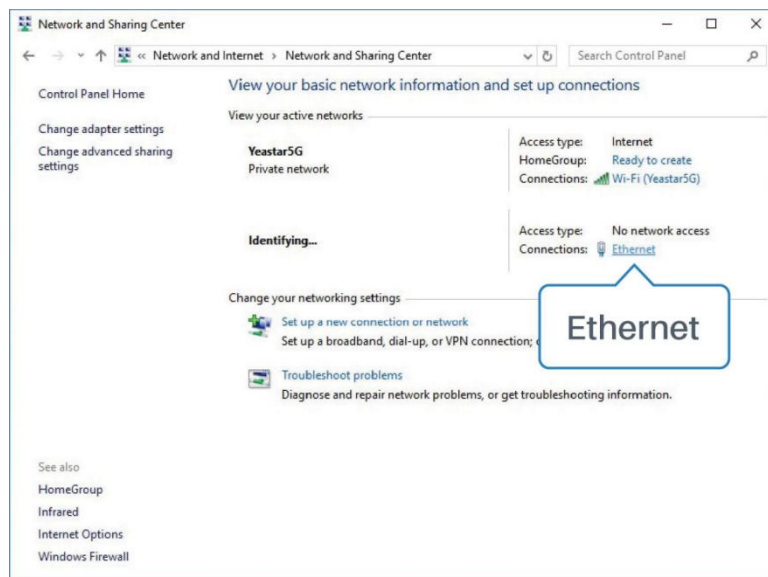 Network and Sharing Center
« Network and Internet › Network and Sharing Center
Search Control Panel
Control Panel Home
Change adapter settings
Change advanced sharing
settings
View your basic network information and set up connections
View your active networks
Yeastar5G
Private network
Access type: Internet
HomeGroup: Ready to create
Connections: Wi-Fi (Yeastar5G)
Identifying...
Access type: No network access
Connections: Ethernet
Ethernet
Change your networking settings
Set up a new connection or network
Set up a broadband, dial-up, or VPN connection;
Troubleshoot problems
Diagnose and repair network problems, or get troubleshooting information.
See also
HomeGroup
Infrared
Internet Options
Windows Firewall